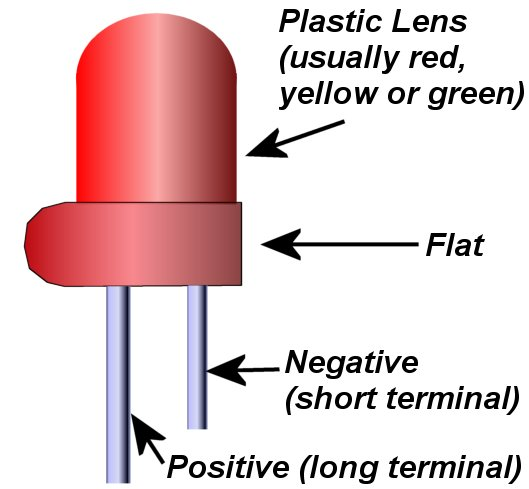 Plastic Lens
(usually red,
yellow or green)
Flat
Negative
(short terminal)
Positive (long terminal)